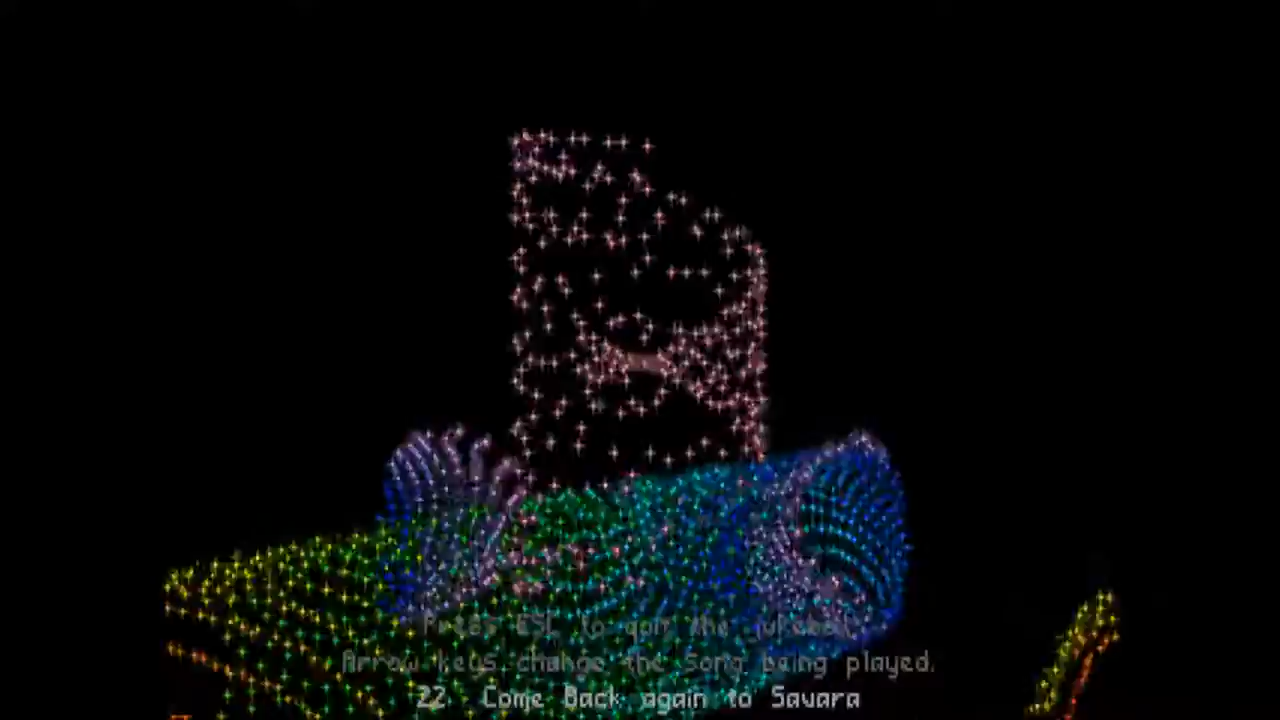 Press ESC to quit the jukebox.
Arrow keys change the song being played.
22 Come Back again to Savara